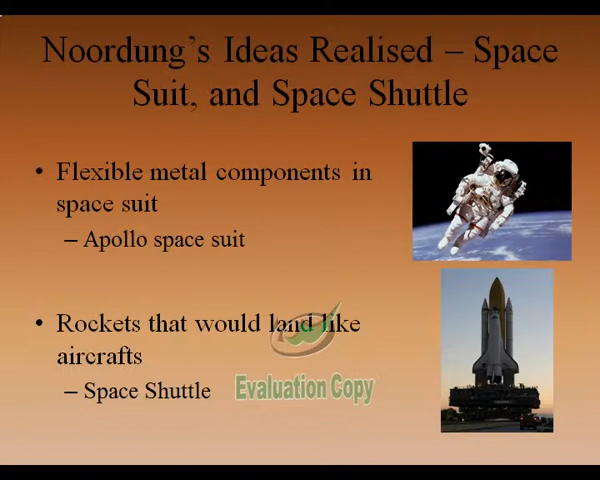 Noordung's Ideas Realised – Space
Suit, and Space Shuttle
• Flexible metal components in
space suit
– Apollo space suit
• Rockets that would land like
aircrafts
– Space Shuttle
Evaluation Copy